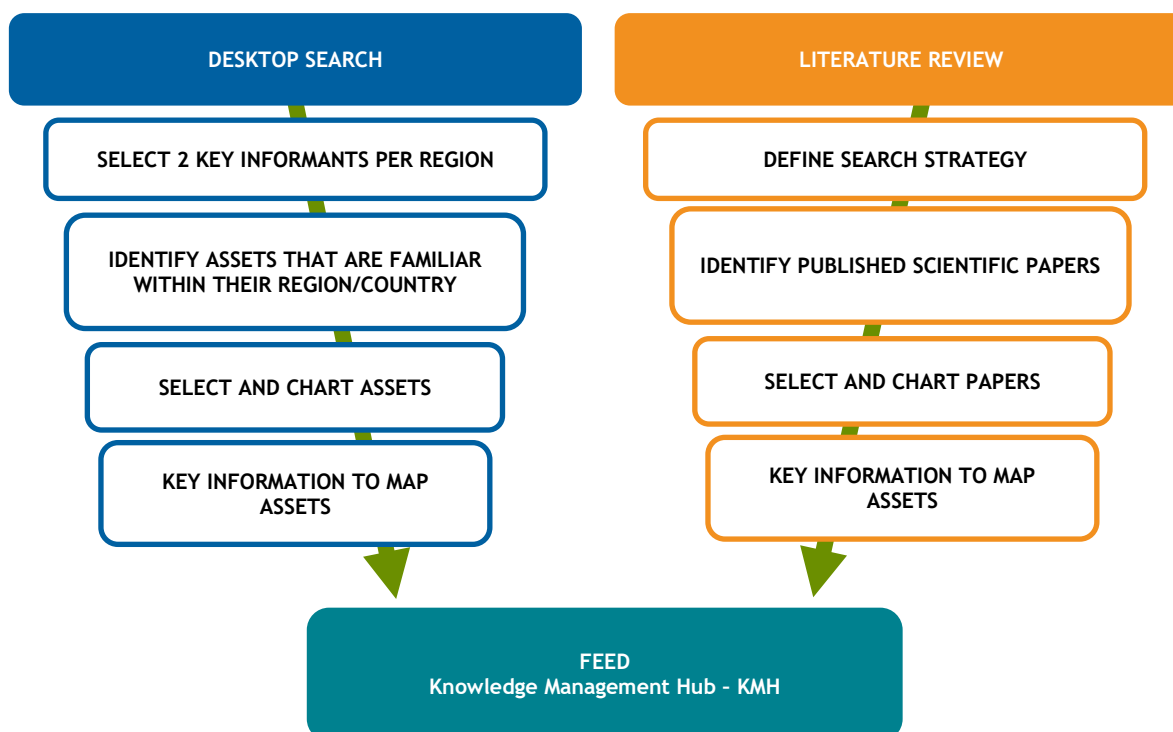 DESKTOP SEARCH
SELECT 2 KEY INFORMANTS PER REGION
IDENTIFY ASSETS THAT ARE FAMILIAR
WITHIN THEIR REGION/COUNTRY
SELECT AND CHART ASSETS
KEY INFORMATION TO MAP
ASSETS
LITERATURE REVIEW
DEFINE SEARCH STRATEGY
IDENTIFY PUBLISHED SCIENTIFIC PAPERS
SELECT AND CHART PAPERS
KEY INFORMATION TO MAP
ASSETS
FEED
Knowledge Management Hub – KMH